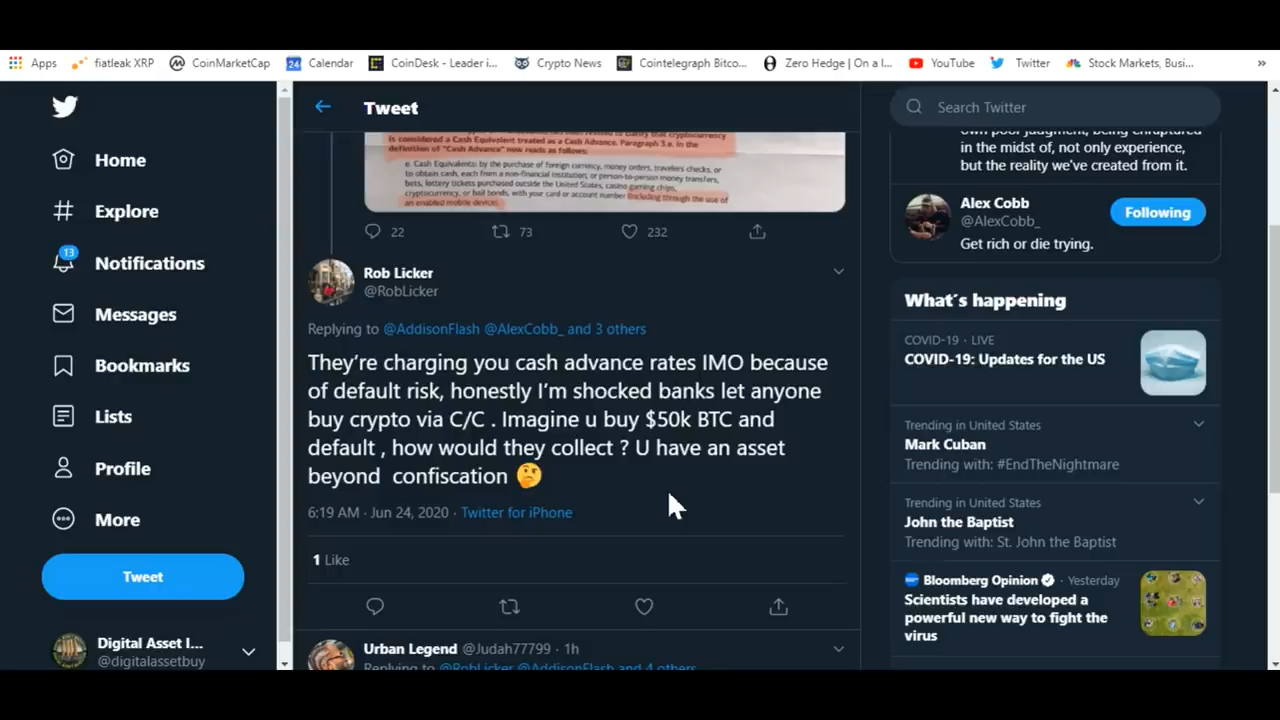 Apps fiatleak XRP CoinMarketCap 24 Calendar CoinDesk - Leader i... Crypto News Cointelegraph Bitco... Zero Hedge | On a l... YouTube Twitter Stock Markets, Busi... »
Home
Explore
13
Notifications
Messages
Bookmarks
Lists
Profile
More
Tweet
Digital Asset I...
@digitalassetbuy
Tweet
is considered a Cash Equivalent treated as a Cash Advance. Paragraph 3.e. in the
definition of "Cash Advance" now reads as follows:
e. Cash Equivalents: by the purchase of foreign currency, money orders, travelers checks, or
to obtain cash, each from a non-financial institution, or person-to-person money transfers,
bets, lottery tickets purchased outside the United States, casino gaming chips,
cryptocurrency, or bail bonds, with your card or account number (including through the use of
an enabled mobile device).
22 73 232
Rob Licker
@RobLicker
Replying to @AddisonFlash @AlexCobb_ and 3 others
They're charging you cash advance rates IMO because
of default risk, honestly I'm shocked banks let anyone
buy crypto via C/C . Imagine u buy $50k BTC and
default , how would they collect ? U have an asset
beyond confiscation 🤔
6:19 AM · Jun 24, 2020 · Twitter for iPhone
1 Like
Urban Legend @Judah77799 · 1h
Replying to @RobLicker @AddisonFlash and 4 others
Search Twitter
own poor judgment, being enraptured
in the midst of, not only experience,
but the reality we've created from it.
Alex Cobb
@AlexCobb_
Following
Get rich or die trying.
What's happening
COVID-19 · LIVE
COVID-19: Updates for the US
Trending in United States
Mark Cuban
Trending with: #EndTheNightmare
Trending in United States
John the Baptist
Trending with: St. John the Baptist
Bloomberg Opinion · Yesterday
Scientists have developed a
powerful new way to fight the
virus